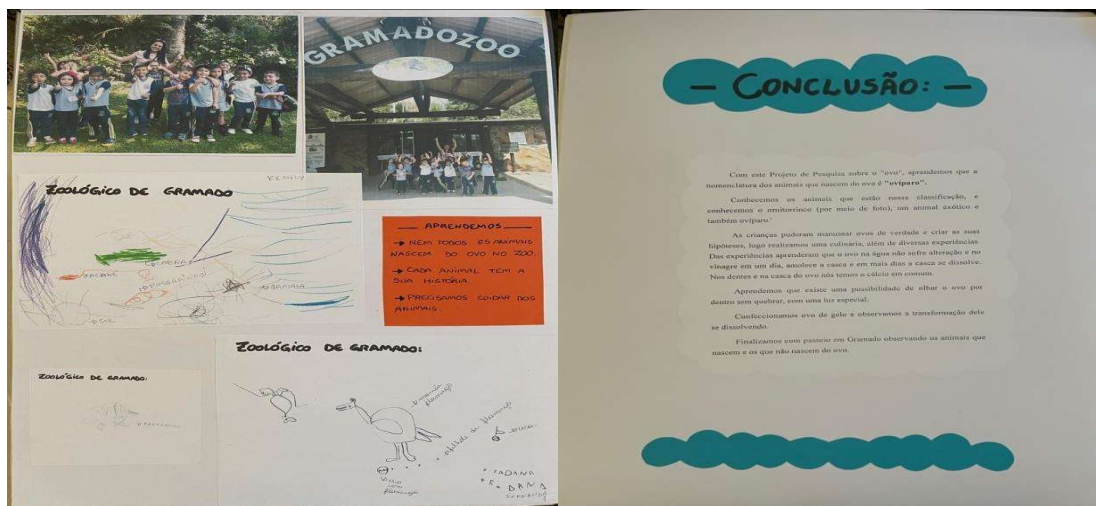 GRAMADOZOO
KEMILY
ZOOLÓGICO DE GRAMADO
COBRA
JACARÉ
APRENDEMOS
→ NEM TODOS OS ANIMAIS
NASCEM DO OVO NO ZOO.
→ CADA ANIMAL TEM A
SUA HISTÓRIA
→ PRECISAMOS CUIDAR DOS
ANIMAIS.
ZOOLÓGICO DE GRAMADO:
mamãe
flamingo
filhote de flamingo
ovo
flamingo
ZOOLÓGICO DE GRAMADO:
- CONCLUSÃO: -
Com este Projeto de Pesquisa sobre o "ovo", aprendemos que a
nomenclatura dos animais que nascem do ovo é "ovíparo".
Conhecemos os animais que estão nessa classificação, e
conhecemos o ornitorrinco (por meio de foto), um animal exótico e
também ovíparo.'
As crianças puderam manusear ovos de verdade e criar as suas
hipóteses, logo realizamos uma culinária, além de diversas experiências.
Das experiências aprenderam que o ovo na água não sofre alteração e no
vinagre em um dia, amolece a casca e em mais dias a casca se dissolve.
Nos dentes e na casca do ovo nós temos o cálcio em comum.
Aprendemos que existe uma possibilidade de olhar o ovo por
dentro sem quebrar, com uma luz especial.
Confeccionamos ovo de gelo e observamos a transformação dele
se dissolvendo.
Finalizamos com passeio em Gramado observando os animais que
nascem e os que não nascem do ovo.